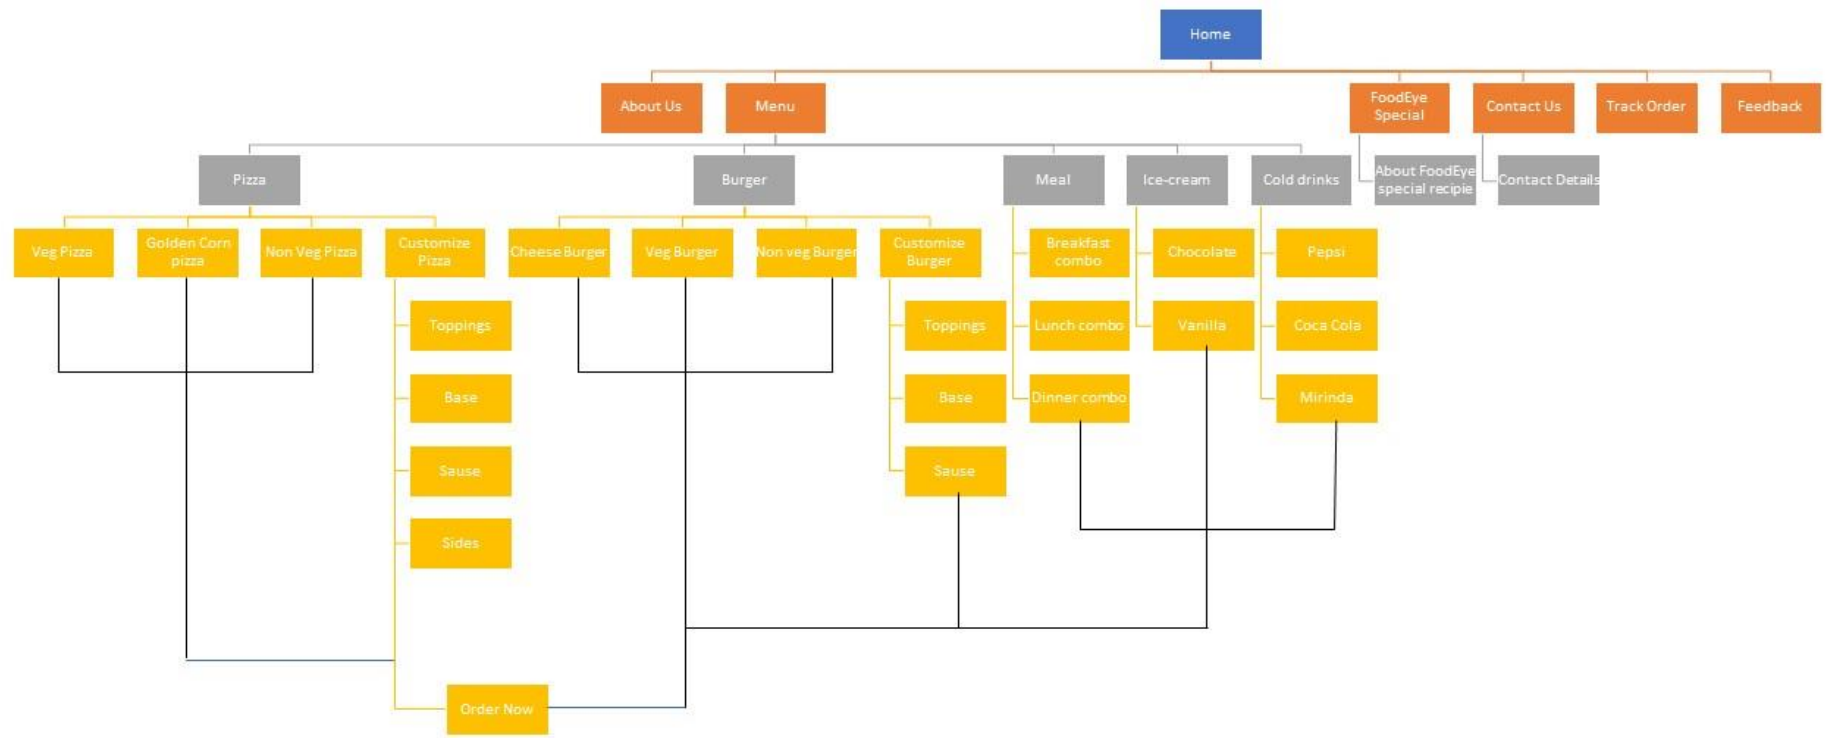 Home
About Us
Menu
FoodEye
Special
Contact Us
Track Order
Feedback
Pizza
Burger
Meal
Ice-cream
Cold drinks
About FoodEye
special recipie
Contact Details
Veg Pizza
Golden Corn
pizza
Non Veg Pizza
Customize
Pizza
Cheese Burger
Veg Burger
Non veg Burger
Customize
Burger
Breakfast
combo
Chocolate
Pepsi
Toppings
Toppings
Lunch combo
Vanilla
Coca Cola
Base
Base
Dinner combo
Mirinda
Sause
Sause
Sides
Order Now